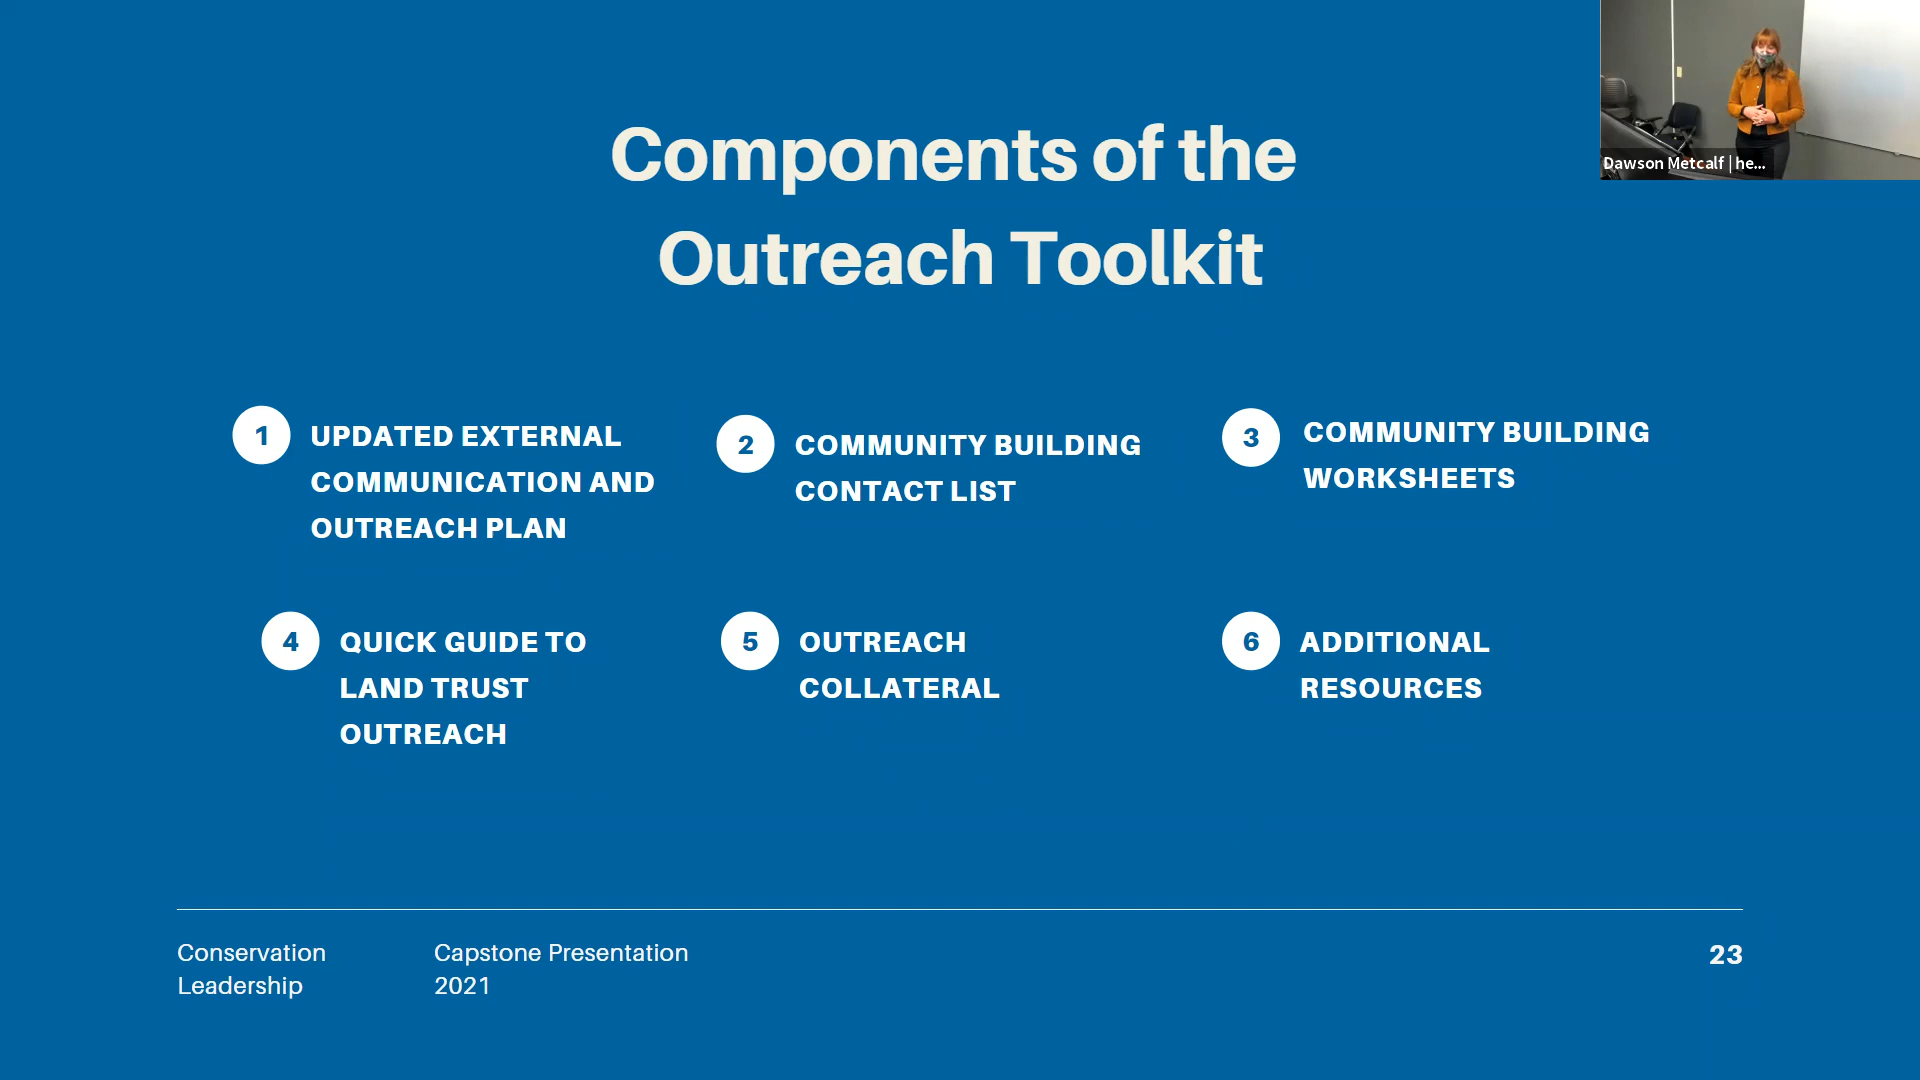 Components of the
Outreach Toolkit
Dawson Metcalf | he...
1
UPDATED EXTERNAL
COMMUNICATION AND
OUTREACH PLAN
2
COMMUNITY BUILDING
CONTACT LIST
3
COMMUNITY BUILDING
WORKSHEETS
4
QUICK GUIDE TO
LAND TRUST
OUTREACH
5
OUTREACH
COLLATERAL
6
ADDITIONAL
RESOURCES
Conservation
Leadership
Capstone Presentation
2021
23